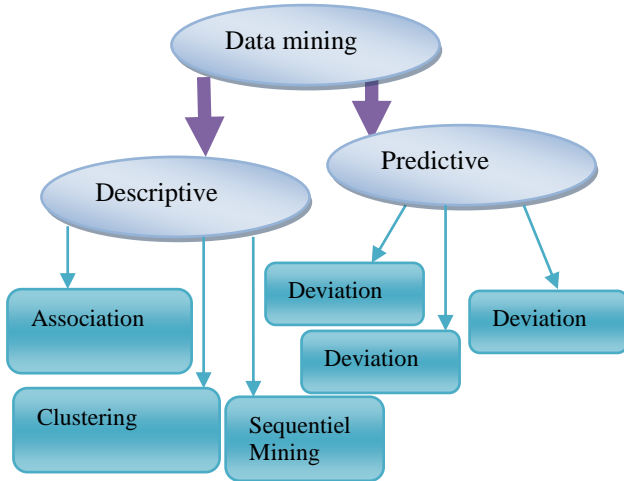 Data mining
Descriptive
Predictive
Association
Clustering
Sequentiel
Mining
Deviation
Deviation
Deviation